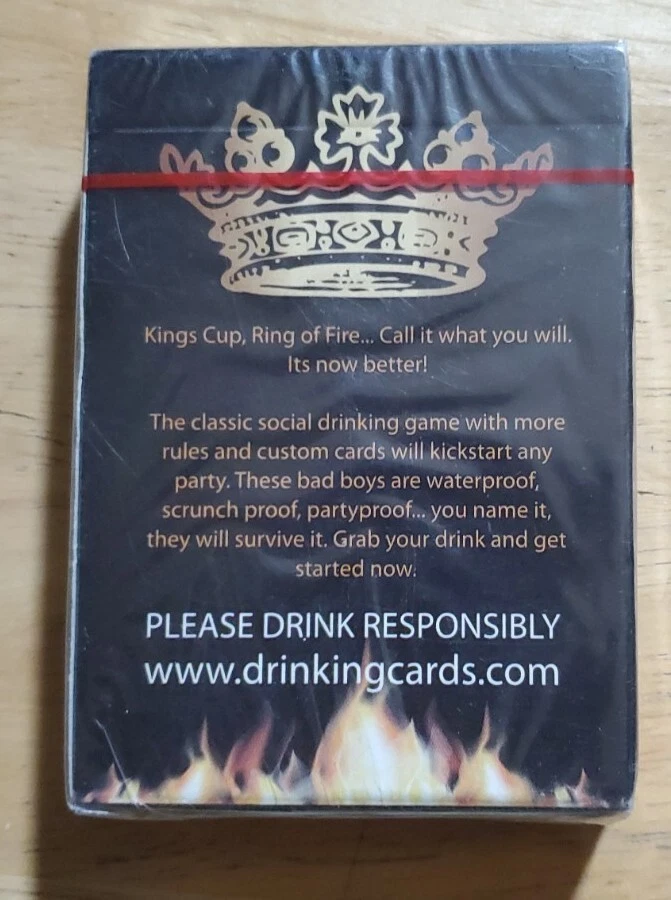 Kings Cup, Ring of Fire... Call it what you will.
Its now better!
The classic social drinking game with more
rules and custom cards will kickstart any
party. These bad boys are waterproof,
scrunch proof, partyproof... you name it,
they will survive it. Grab your drink and get
started now.
PLEASE DRINK RESPONSIBLY
www.drinkingcards.com